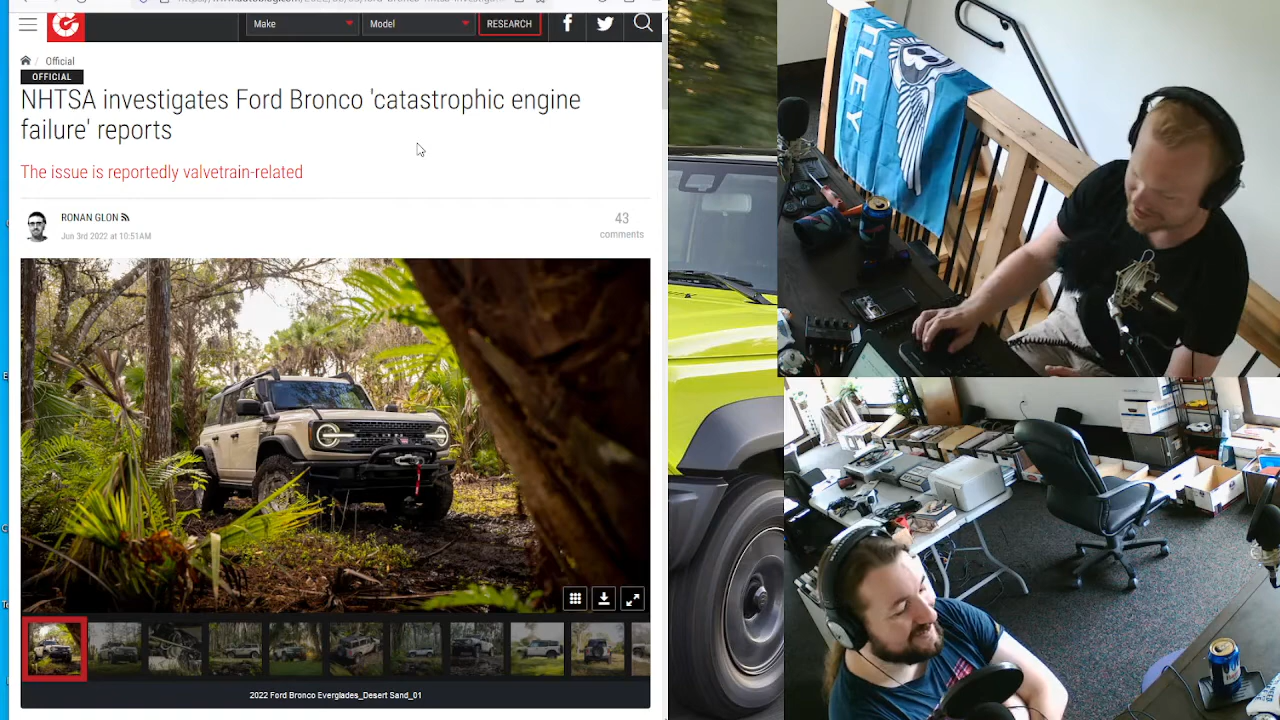 Make
Model
RESEARCH
Official
OFFICIAL
NHTSA investigates Ford Bronco 'catastrophic engine
failure' reports
The issue is reportedly valvetrain-related
RONAN GLON
Jun 3rd 2022 at 10:51AM
43
comments
2022 Ford Bronco Everglades_Desert Sand_01
TLEY